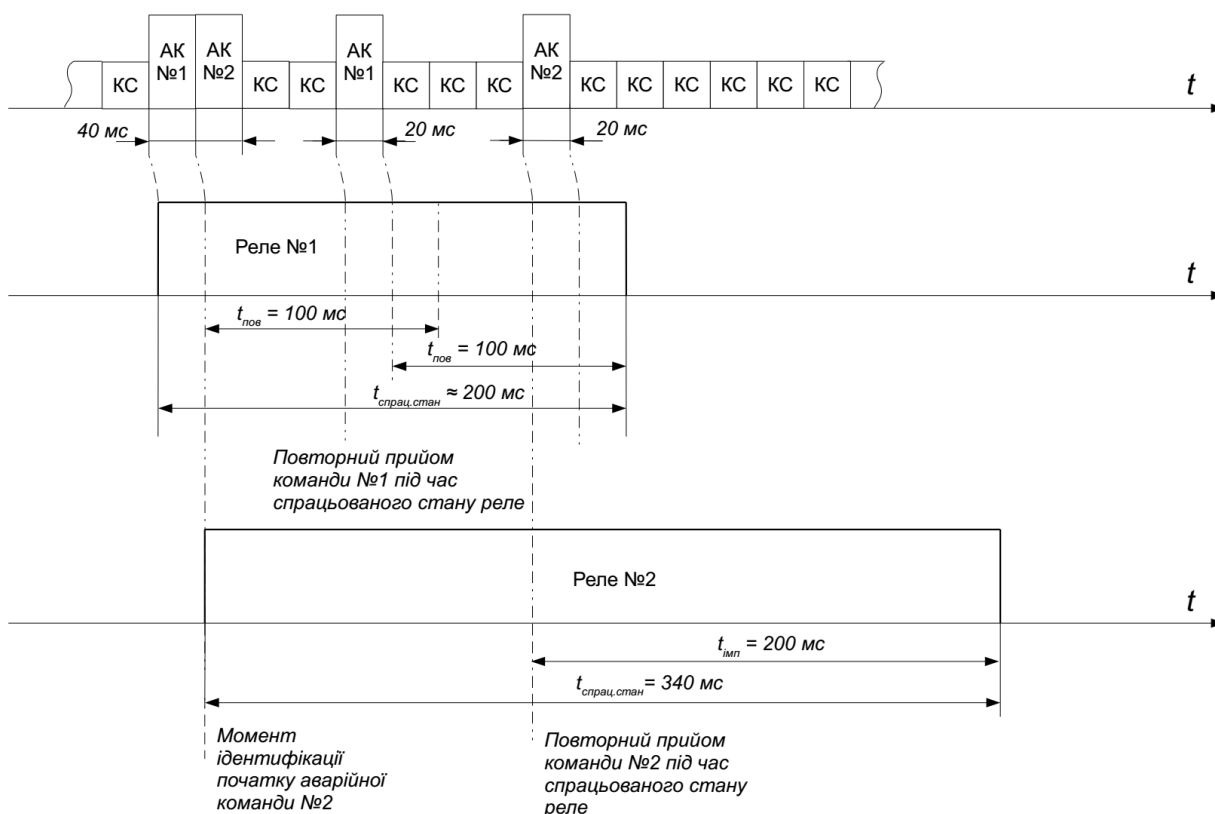 АК АК АК АК
№1 №2 №1 №2
КС КС КС КС КС КС КС КС КС КС КС КС
t
40 мс 20 мс 20 мс
Реле №1
t
tпов = 100 мс
tпов = 100 мс
tспрац.стан ≈ 200 мс
Повторний прийом
команди №1 під час
спрацьованого стану реле
Реле №2
t
tімп = 200 мс
tспрац.стан = 340 мс
Момент
ідентифікації
початку аварійної
команди №2
Повторний прийом
команди №2 під час
спрацьованого стану
реле